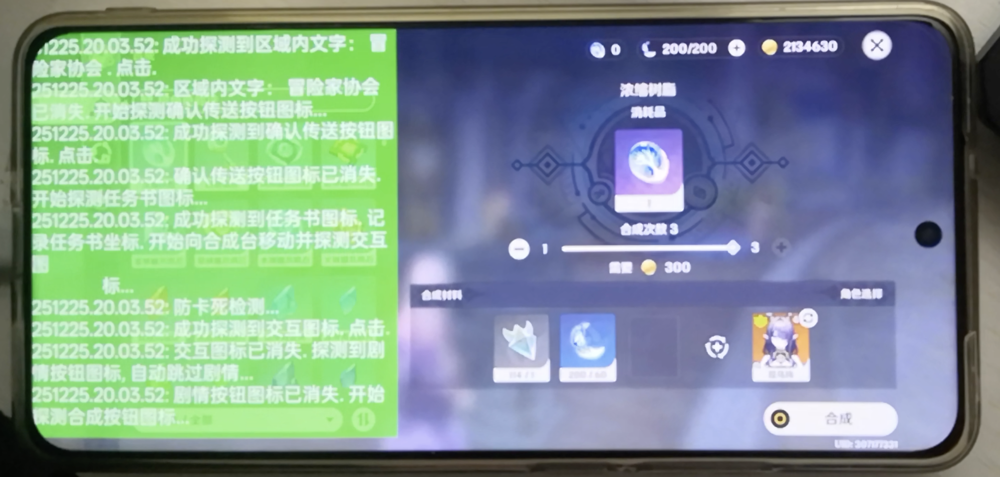 1225.20.03.52: 成功探测到区域内文字： 冒
险家协会 . 点击.
251225.20.03.52: 区域内文字： 冒险家协会
已消失. 开始探测确认传送按钮图标...
251225.20.03.52: 成功探测到确认传送按钮图
标. 点击.
251225.20.03.52: 确认传送按钮图标已消失.
开始探测任务书图标...
251225.20.03.52: 成功探测到任务书图标, 记
录任务书坐标. 开始向合成台移动并探测交互
图
标...
251225.20.03.52: 防卡死检测...
251225.20.03.52: 成功探测到交互图标. 点击.
251225.20.03.52: 交互图标已消失. 探测到剧
情按钮图标, 自动跳过剧情...
251225.20.03.52: 剧情按钮图标已消失. 开始
探测合成按钮图标...
全部
0
200/200
2134630
浓缩树脂
消耗品
1
合成次数 3
1
3
需要 300
合成材料
角色选择
200 / 60
合成